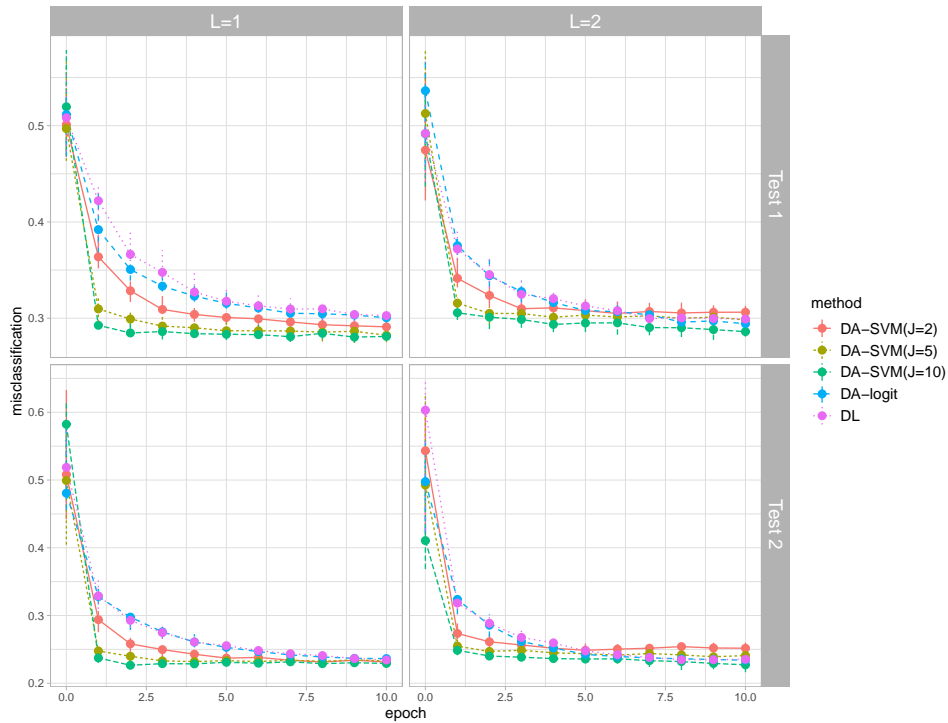 L=1
L=2
misclassification
0.5
0.4
0.3
Test 1
0.6
0.5
0.4
0.3
0.2
Test 2
0.0
2.5
5.0
7.5
10.0
0.0
2.5
5.0
7.5
10.0
epoch
method
DA−SVM(J=2)
DA−SVM(J=5)
DA−SVM(J=10)
DA−logit
DL